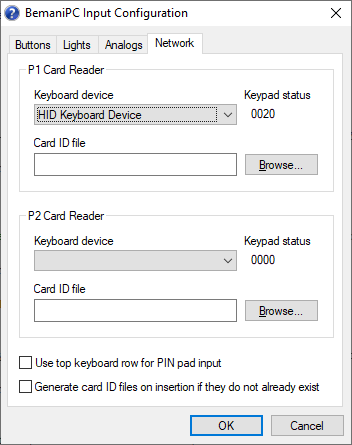 BemaniPC Input Configuration
Buttons Lights Analogs Network
P1 Card Reader
Keyboard device Keypad status
HID Keyboard Device 0020
Card ID file
Browse...
P2 Card Reader
Keyboard device Keypad status
0000
Card ID file
Browse...
Use top keyboard row for PIN pad input
Generate card ID files on insertion if they do not already exist
OK Cancel